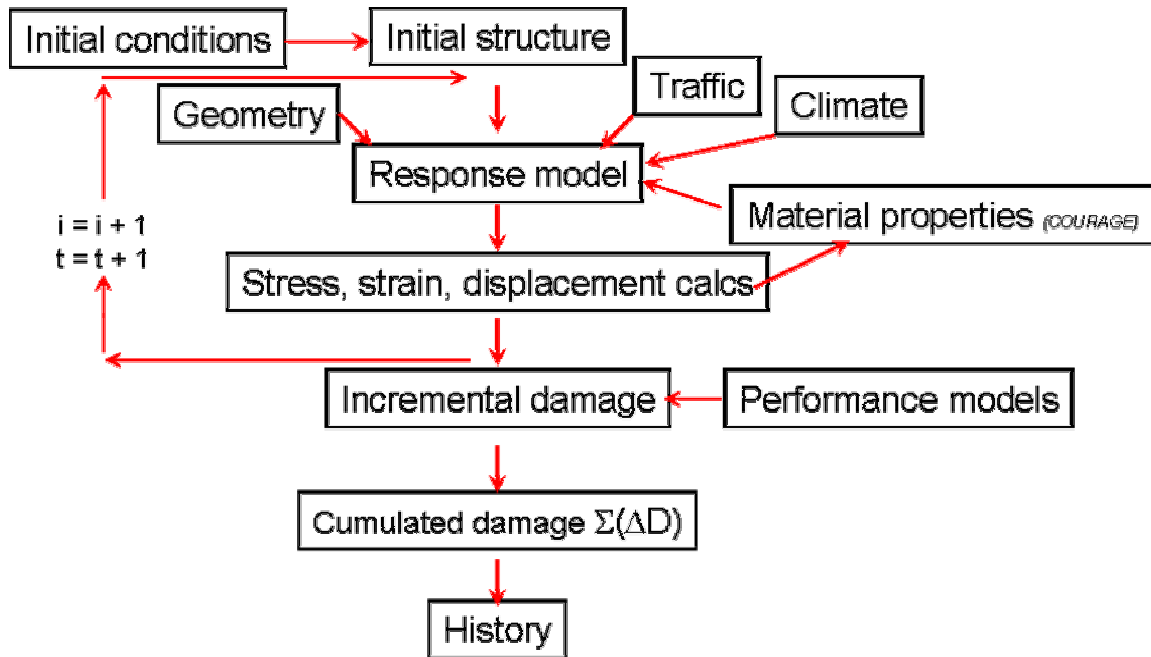 Initial conditions
Initial structure
Traffic
Geometry
Climate
Response model
Material properties (COURAGE)
i = i + 1
t = t + 1
Stress, strain, displacement calcs
Incremental damage
Performance models
Cumulated damage Σ(ΔD)
History